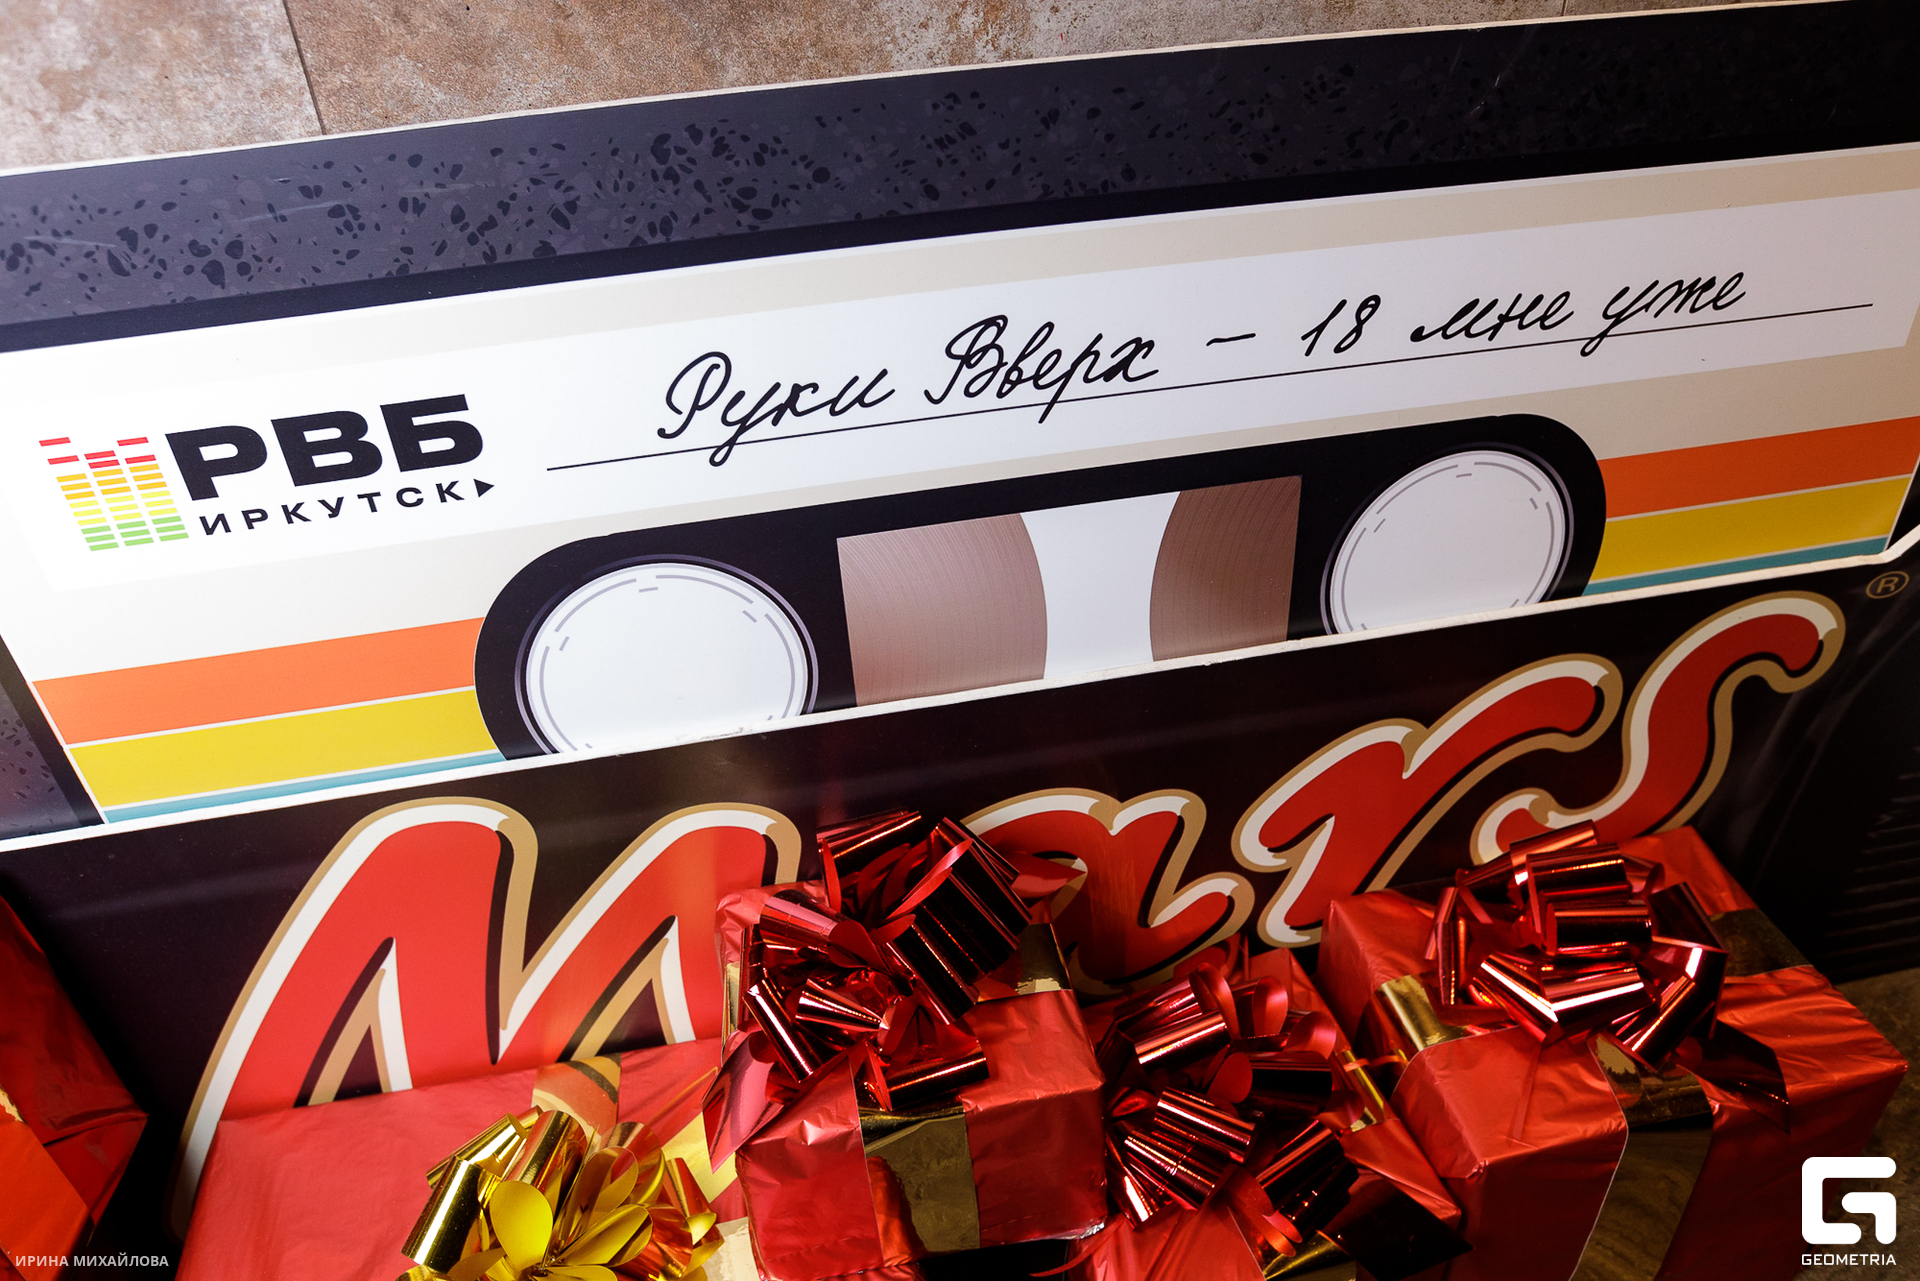 Руки Вверх - 18 мне уже
РВБ
ИРКУТСК
Mars®
ИРИНА МИХАЙЛОВА
GEOMETRIA